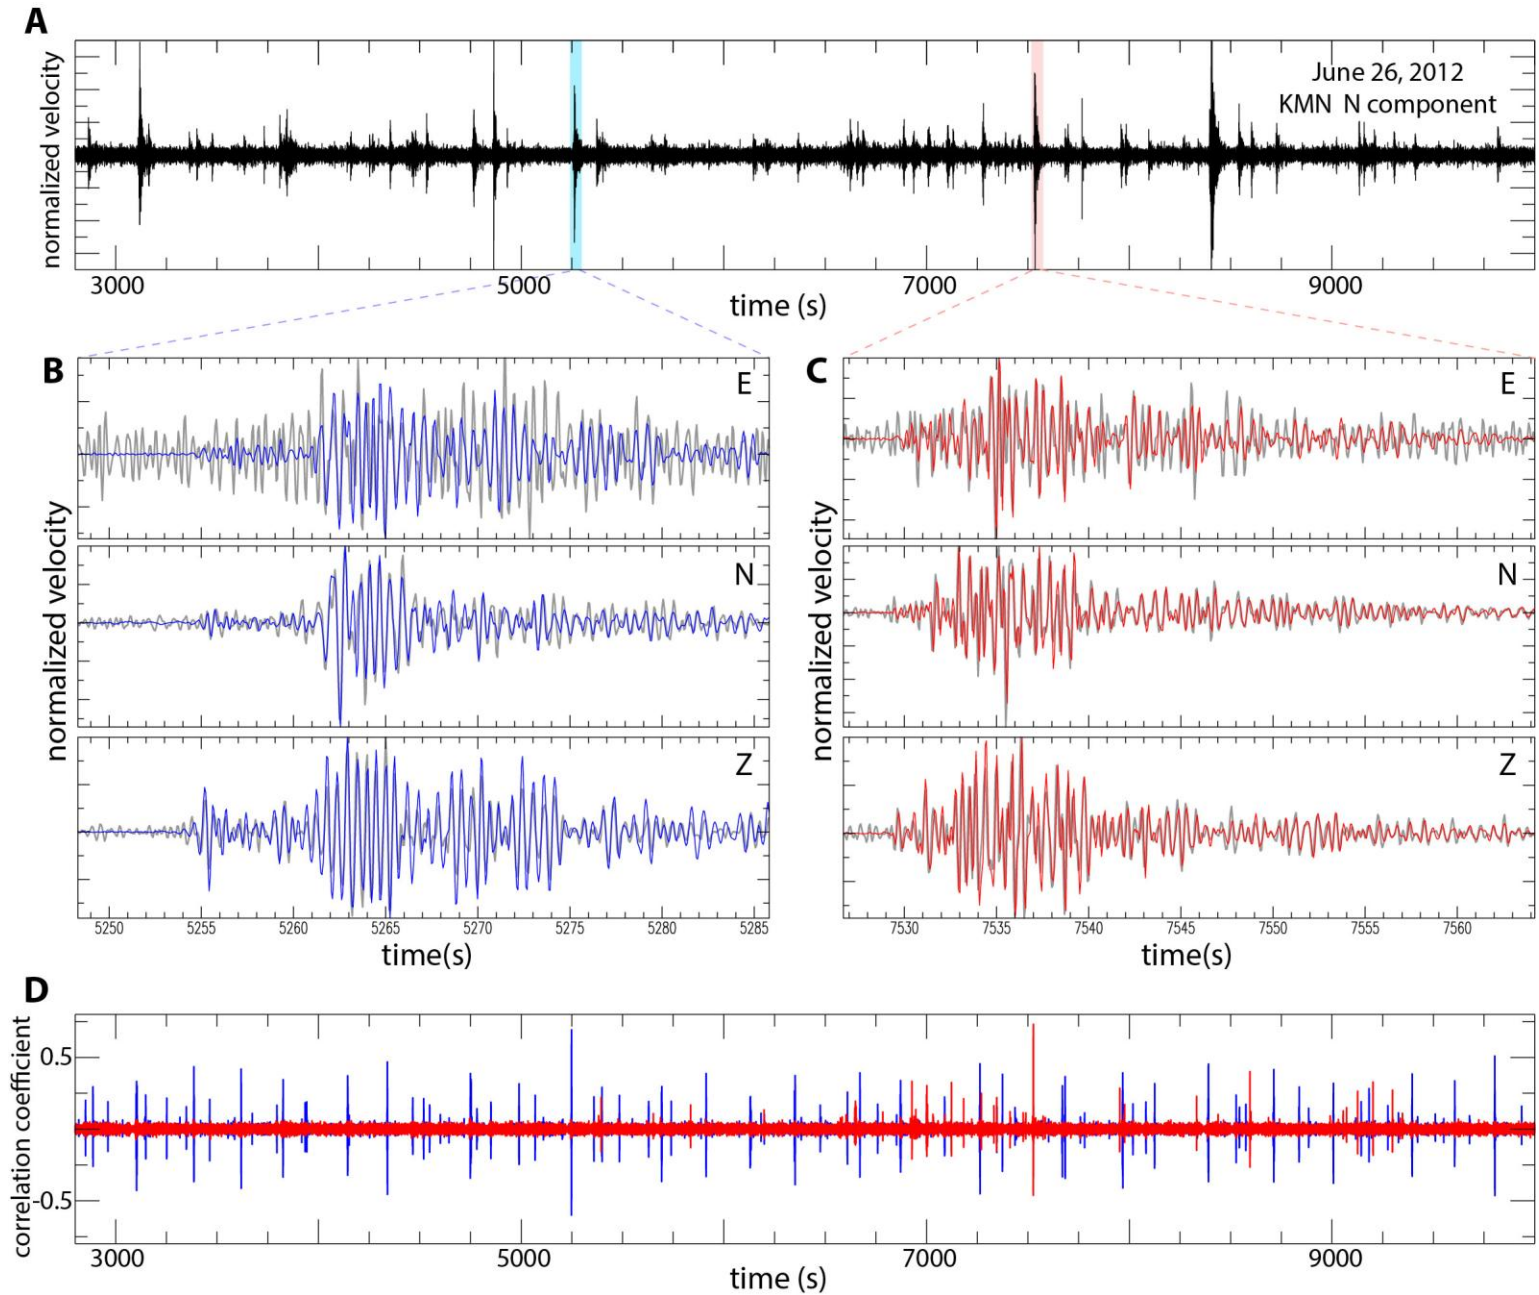 A
normalized velocity
June 26, 2012
KMN N component
3000 5000 7000 9000
time (s)
B
E
N
Z
normalized velocity
5250 5255 5260 5265 5270 5275 5280 5285
time(s)
C
E
N
Z
normalized velocity
7530 7535 7540 7545 7550 7555 7560
time(s)
D
correlation coefficient
0.5
-0.5
3000 5000 7000 9000
time (s)